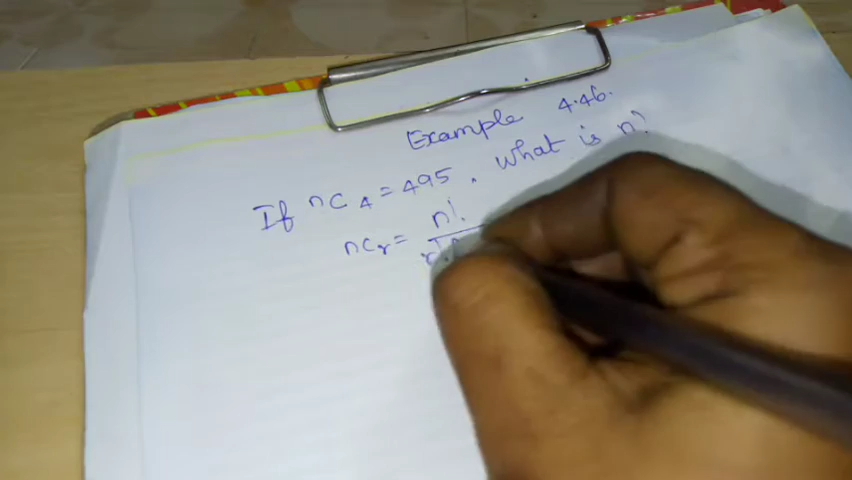 Example 4.46.
If nC4 = 495. What is n?
nCr = n!
r!